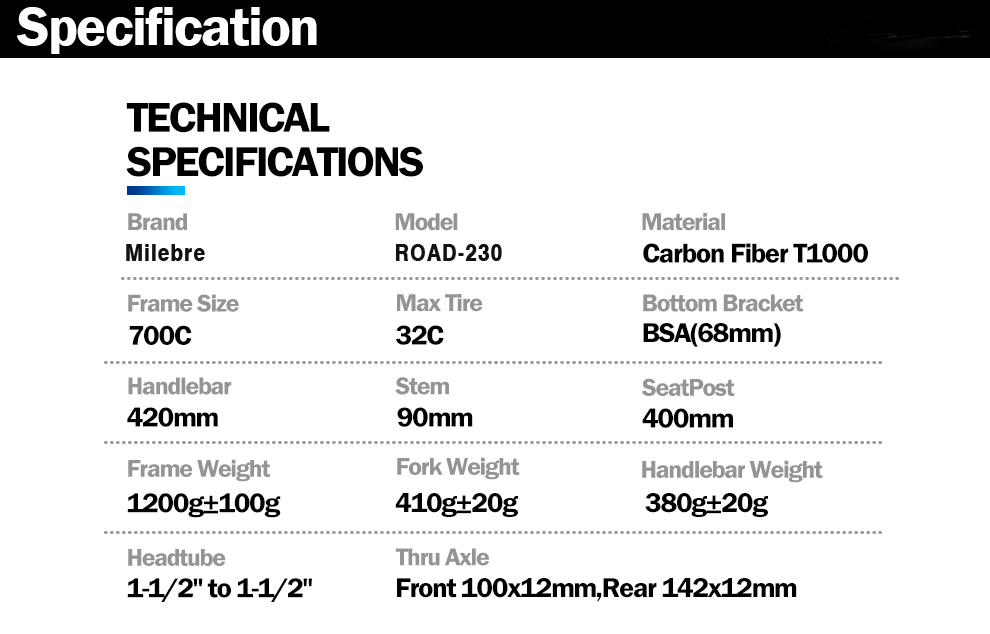 Specification
TECHNICAL
SPECIFICATIONS
Brand Model Material
Milebre ROAD-230 Carbon Fiber T1000
Frame Size Max Tire Bottom Bracket
700C 32C BSA(68mm)
Handlebar Stem SeatPost
420mm 90mm 400mm
Frame Weight Fork Weight Handlebar Weight
1200g±100g 410g±20g 380g±20g
Headtube Thru Axle
1-1/2" to 1-1/2" Front 100x12mm,Rear 142x12mm